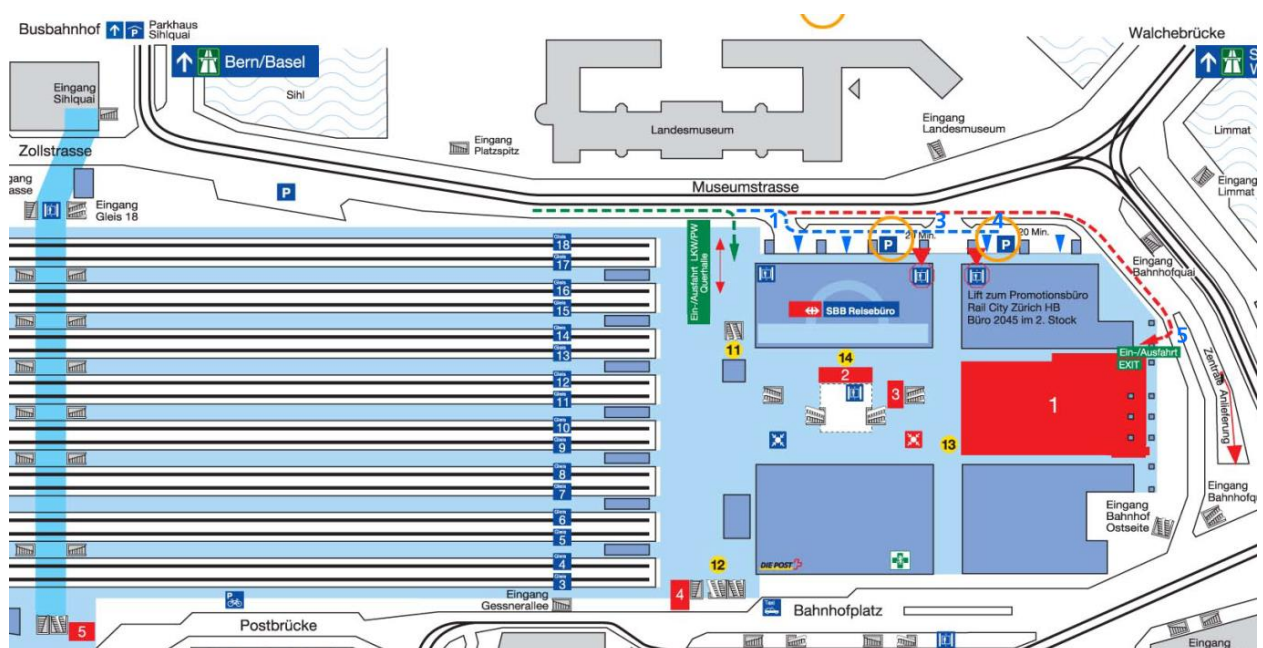 Busbahnhof
P
Parkhaus
Sihlquai
Bern/Basel
Walchebrücke
Eingang
Sihlquai
Sihl
Zollstrasse
Eingang
Platzspitz
Landesmuseum
Eingang
Landesmuseum
Limmat
Eingang
Limmat
Eingang
Gleis 18
P
Museumstrasse
Ein-/Ausfahrt LKW/PW
Querhalle
1
3
4
P
P
20 Min.
20 Min.
Eingang
Bahnhofquai
Gleis
18
17
16
15
14
13
12
11
10
9
8
7
6
5
4
3
SBB Reisebüro
Lift zum Promotionsbüro
Rail City Zürich HB
Büro 2045 im 2. Stock
5
Ein-/Ausfahrt
EXIT
Zentrale Anlieferung
11
14
2
3
1
13
12
Eingang
Bahnhof
Ostseite
Eingang
DIE POST
4
5
P
Eingang
Gessnerallee
Postbrücke
Taxi
Bahnhofplatz
Eingang